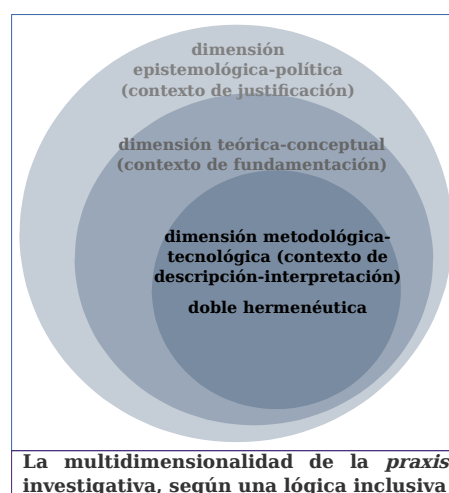 dimensión
epistemológica-política
(contexto de justificación)
dimensión teórica-conceptual
(contexto de fundamentación)
dimensión metodológica-
tecnológica (contexto de
descripción-interpretación)
doble hermenéutica
La multidimensionalidad de la praxis
investigativa, según una lógica inclusiva